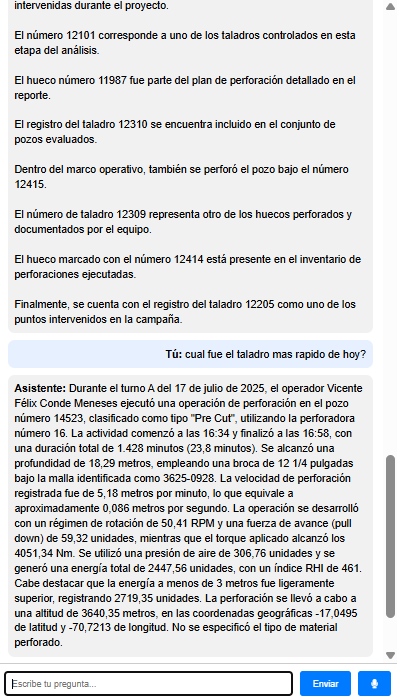 intervenidas durante el proyecto.
El número 12101 corresponde a uno de los taladros controlados en esta
etapa del análisis.
El hueco número 11987 fue parte del plan de perforación detallado en el
reporte.
El registro del taladro 12310 se encuentra incluido en el conjunto de
pozos evaluados.
Dentro del marco operativo, también se perforó el pozo bajo el número
12415.
El número de taladro 12309 representa otro de los huecos perforados y
documentados por el equipo.
El hueco marcado con el número 12414 está presente en el inventario de
perforaciones ejecutadas.
Finalmente, se cuenta con el registro del taladro 12205 como uno de los
puntos intervenidos en la campaña.
Tú: cual fue el taladro mas rapido de hoy?
Asistente: Durante el turno A del 17 de julio de 2025, el operador Vicente
Félix Conde Meneses ejecutó una operación de perforación en el pozo
número 14523, clasificado como tipo "Pre Cut", utilizando la perforadora
número 16. La actividad comenzó a las 16:34 y finalizó a las 16:58, con
una duración total de 1.428 minutos (23,8 minutos). Se alcanzó una
profundidad de 18,29 metros, empleando una broca de 12 1/4 pulgadas
bajo la malla identificada como 3625-0928. La velocidad de perforación
registrada fue de 5,18 metros por minuto, lo que equivale a
aproximadamente 0,086 metros por segundo. La operación se desarrolló
con un régimen de rotación de 50,41 RPM y una fuerza de avance (pull
down) de 59,32 unidades, mientras que el torque aplicado alcanzó los
4051,34 Nm. Se utilizó una presión de aire de 306,76 unidades y se
generó una energía total de 2447,56 unidades, con un índice RHI de 461.
Cabe destacar que la energía a menos de 3 metros fue ligeramente
superior, registrando 2719,35 unidades. La perforación se llevó a cabo a
una altitud de 3640,35 metros, en las coordenadas geográficas -17,0495
de latitud y -70,7213 de longitud. No se especificó el tipo de material
perforado.
Escribe tu pregunta...
Enviar